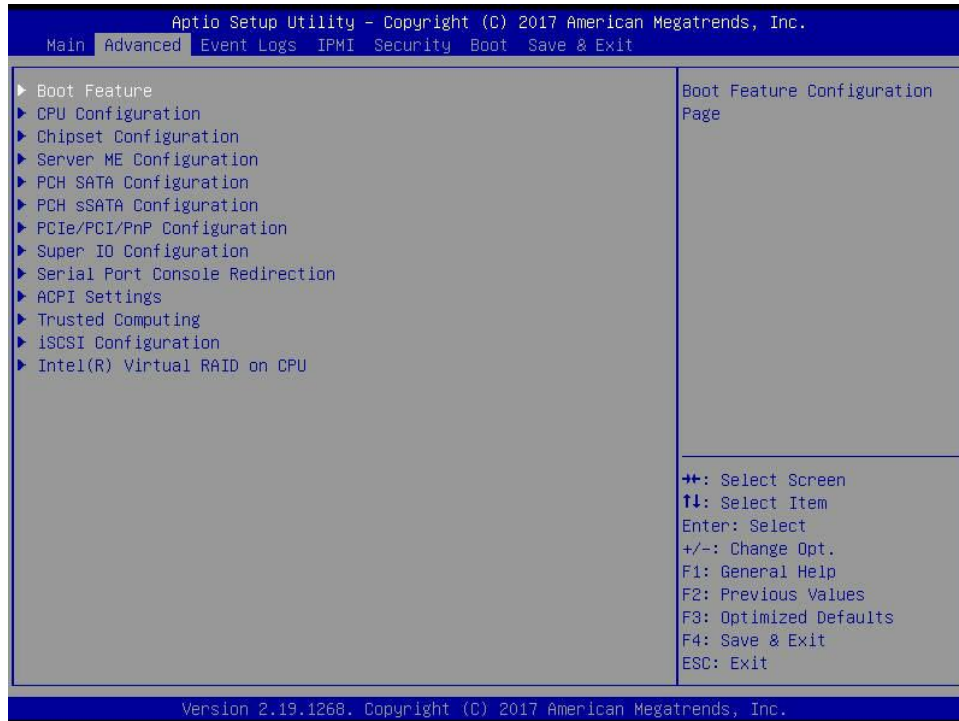 Aptio Setup Utility – Copyright (C) 2017 American Megatrends, Inc.
Main Advanced Event Logs IPMI Security Boot Save & Exit
▶ Boot Feature
▶ CPU Configuration
▶ Chipset Configuration
▶ Server ME Configuration
▶ PCH SATA Configuration
▶ PCH sSATA Configuration
▶ PCIe/PCI/PnP Configuration
▶ Super IO Configuration
▶ Serial Port Console Redirection
▶ ACPI Settings
▶ Trusted Computing
▶ iSCSI Configuration
▶ Intel(R) Virtual RAID on CPU
Boot Feature Configuration
Page
→←: Select Screen
↑↓: Select Item
Enter: Select
+/-: Change Opt.
F1: General Help
F2: Previous Values
F3: Optimized Defaults
F4: Save & Exit
ESC: Exit
Version 2.19.1268. Copyright (C) 2017 American Megatrends, Inc.